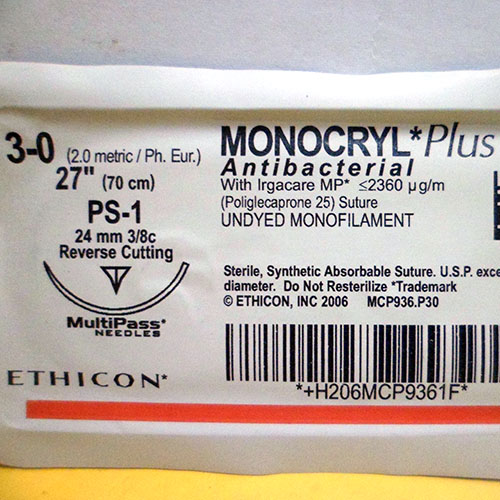 3-0 (2.0 metric / Ph. Eur.)
27" (70 cm)
PS-1
24 mm 3/8c
Reverse Cutting
MultiPass*
NEEDLES
ETHICON*
MONOCRYL* Plus
Antibacterial
With Irgacare MP* ≤2360 µg/m
(Poliglecaprone 25) Suture
UNDYED MONOFILAMENT
Sterile, Synthetic Absorbable Suture. U.S.P. exce
diameter. Do Not Resterilize *Trademark
© ETHICON, INC 2006 MCP936.P30
*+H206MCP9361F*